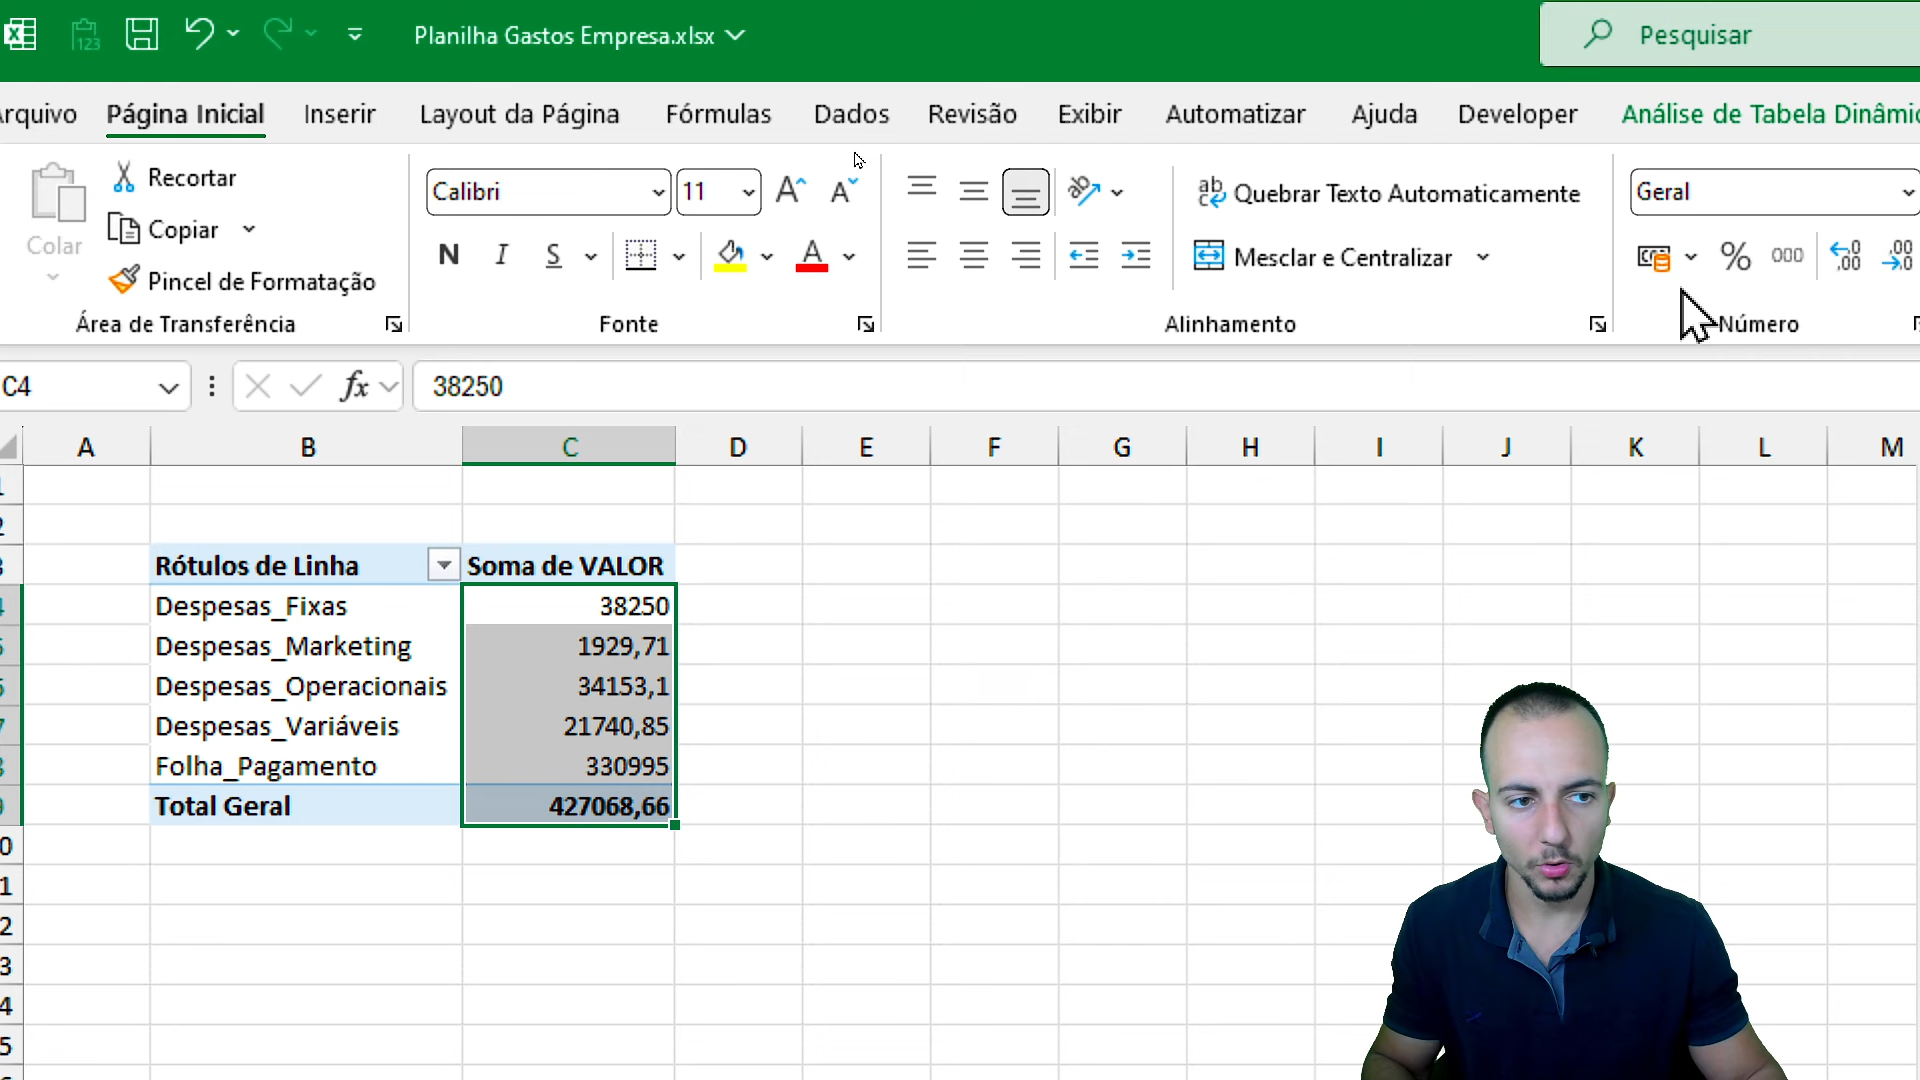 Planilha Gastos Empresa.xlsx
Pesquisar
rquivo Página Inicial Inserir Layout da Página Fórmulas Dados Revisão Exibir Automatizar Ajuda Developer Análise de Tabela Dinâmic
Recortar
Copiar
Pincel de Formatação
Colar
Área de Transferência
Calibri 11
N I S
Fonte
Quebrar Texto Automaticamente
Mesclar e Centralizar
Alinhamento
Geral
% 000
Número
C4 fx 38250
A B C D E F G H I J K L M
Rótulos de Linha Soma de VALOR
Despesas_Fixas 38250
Despesas_Marketing 1929,71
Despesas_Operacionais 34153,1
Despesas_Variáveis 21740,85
Folha_Pagamento 330995
Total Geral 427068,66